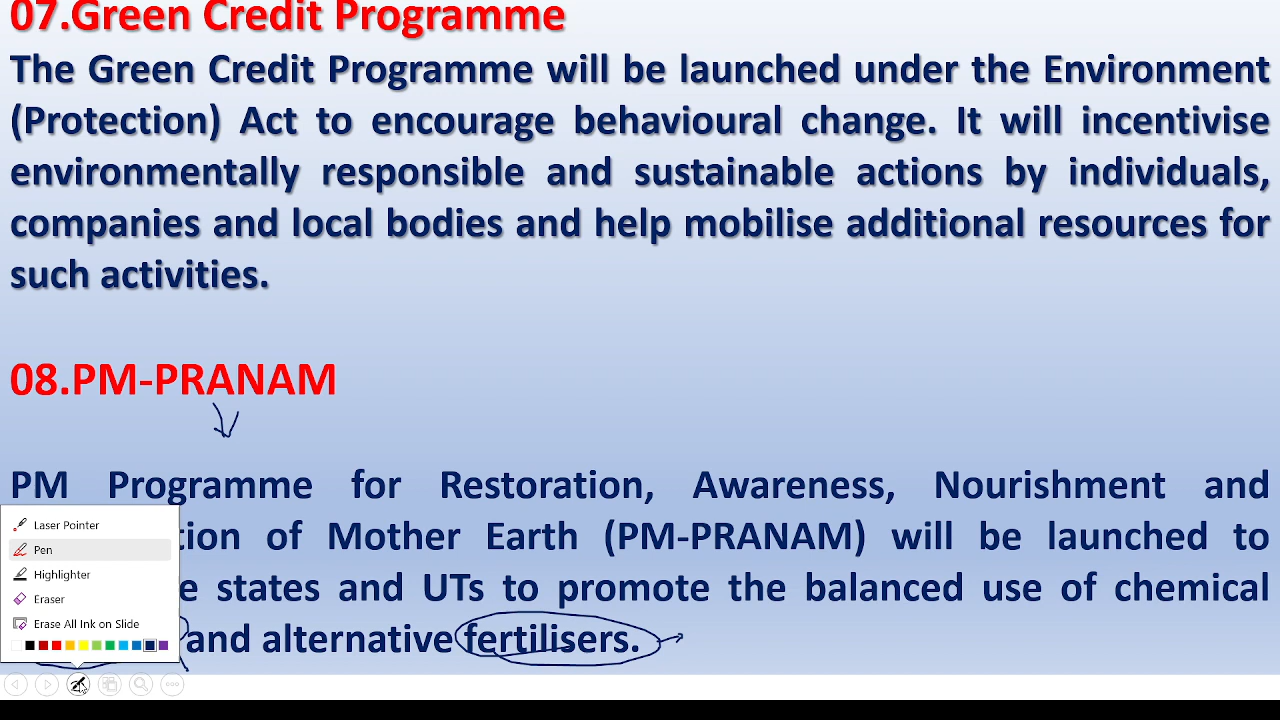 07.Green Credit Programme
The Green Credit Programme will be launched under the Environment
(Protection) Act to encourage behavioural change. It will incentivise
environmentally responsible and sustainable actions by individuals,
companies and local bodies and help mobilise additional resources for
such activities.
08.PM-PRANAM
PM Programme for Restoration, Awareness, Nourishment and
tion of Mother Earth (PM-PRANAM) will be launched to
e states and UTs to promote the balanced use of chemical
and alternative fertilisers.
Laser Pointer
Pen
Highlighter
Eraser
Erase All Ink on Slide